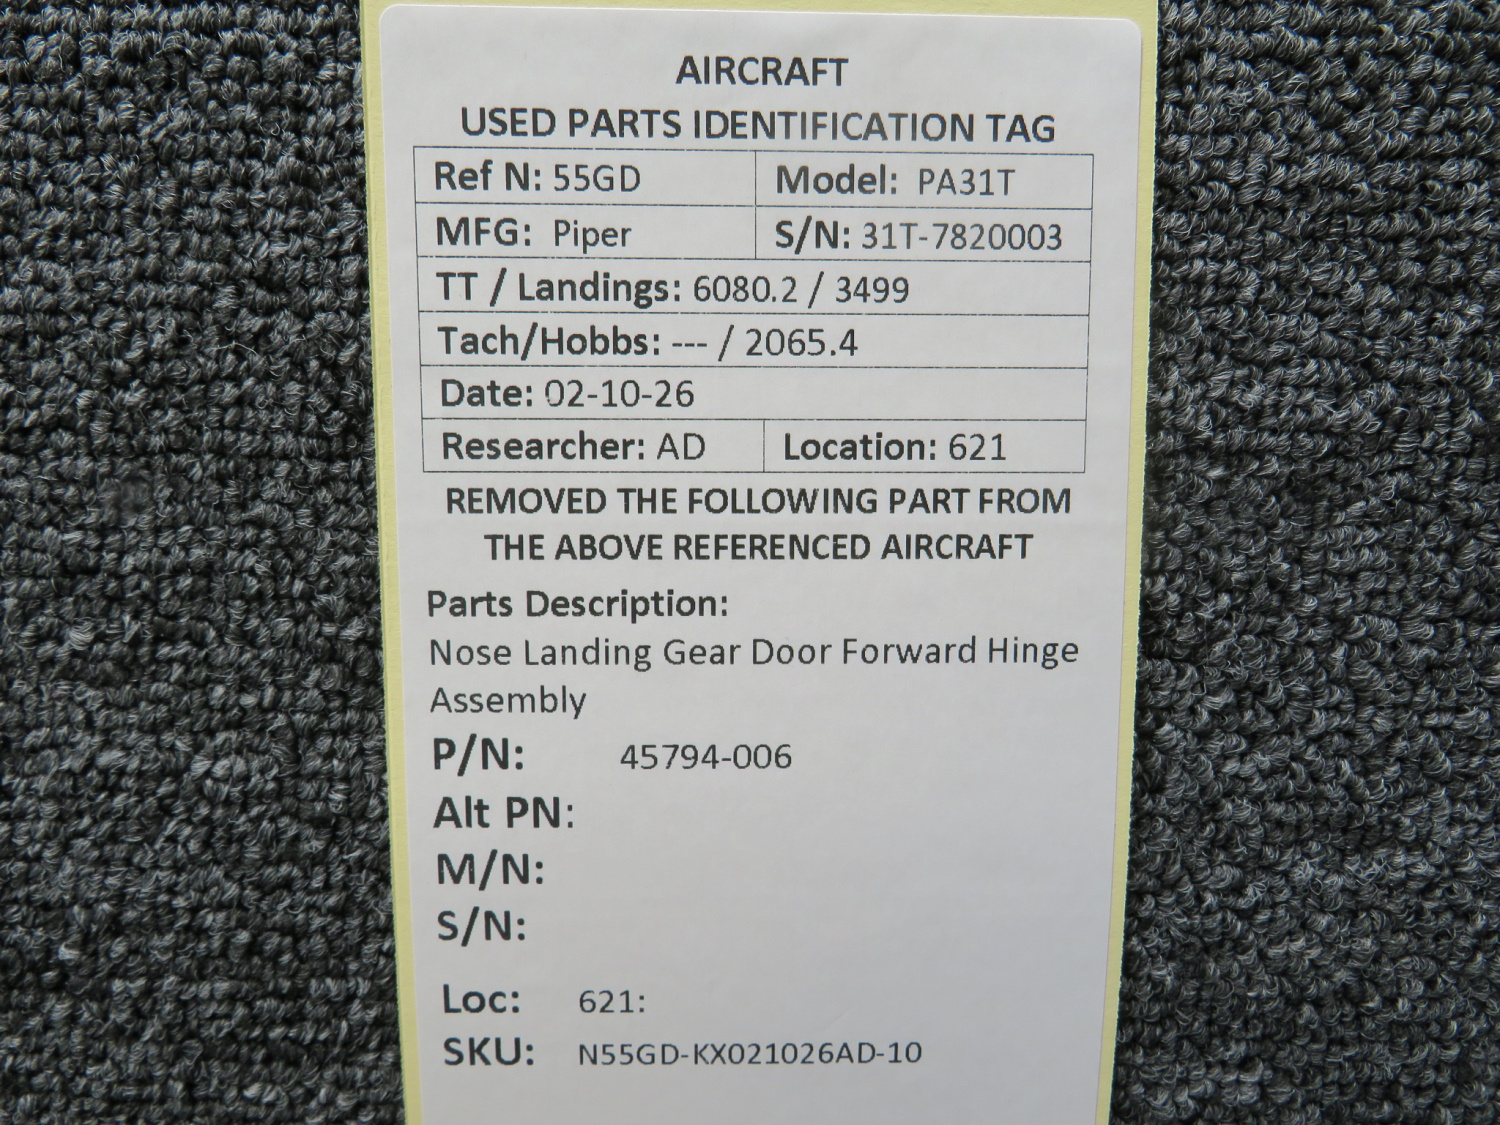 AIRCRAFT
USED PARTS IDENTIFICATION TAG
Ref N: 55GD Model: PA31T
MFG: Piper S/N: 31T-7820003
TT / Landings: 6080.2 / 3499
Tach/Hobbs: --- / 2065.4
Date: 02-10-26
Researcher: AD Location: 621
REMOVED THE FOLLOWING PART FROM
THE ABOVE REFERENCED AIRCRAFT
Parts Description:
Nose Landing Gear Door Forward Hinge
Assembly
P/N: 45794-006
Alt PN:
M/N:
S/N:
Loc: 621:
SKU: N55GD-KX021026AD-10